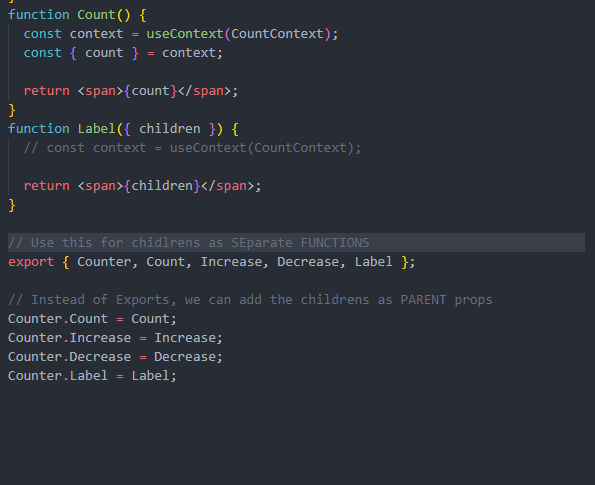 function Count() {
const context = useContext(CountContext);
const { count } = context;
return <span>{count}</span>;
}
function Label({ children }) {
// const context = useContext(CountContext);
return <span>{children}</span>;
}
// Use this for chidlrens as SEparate FUNCTIONS
export { Counter, Count, Increase, Decrease, Label };
// Instead of Exports, we can add the childrens as PARENT props
Counter.Count = Count;
Counter.Increase = Increase;
Counter.Decrease = Decrease;
Counter.Label = Label;